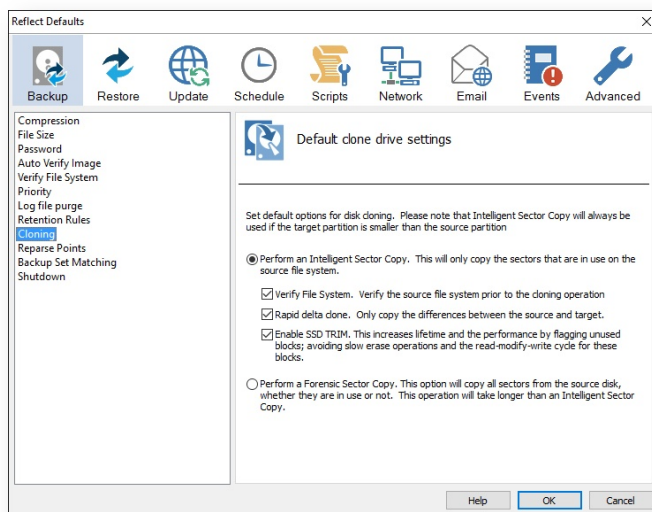 Reflect Defaults
Backup
Restore
Update
Schedule
Scripts
Network
Email
Events
Advanced
Compression
File Size
Password
Auto Verify Image
Verify File System
Priority
Log file purge
Retention Rules
Cloning
Reparse Points
Backup Set Matching
Shutdown
Default clone drive settings
Set default options for disk cloning. Please note that Intelligent Sector Copy will always be
used if the target partition is smaller than the source partition
Perform an Intelligent Sector Copy. This will only copy the sectors that are in use on the
source file system.
Verify File System. Verify the source file system prior to the cloning operation
Rapid delta clone. Only copy the differences between the source and target.
Enable SSD TRIM. This increases lifetime and the performance by flagging unused
blocks; avoiding slow erase operations and the read-modify-write cycle for these
blocks.
Perform a Forensic Sector Copy. This option will copy all sectors from the source disk,
whether they are in use or not. This operation will take longer than an Intelligent Sector
Copy.
Help
OK
Cancel